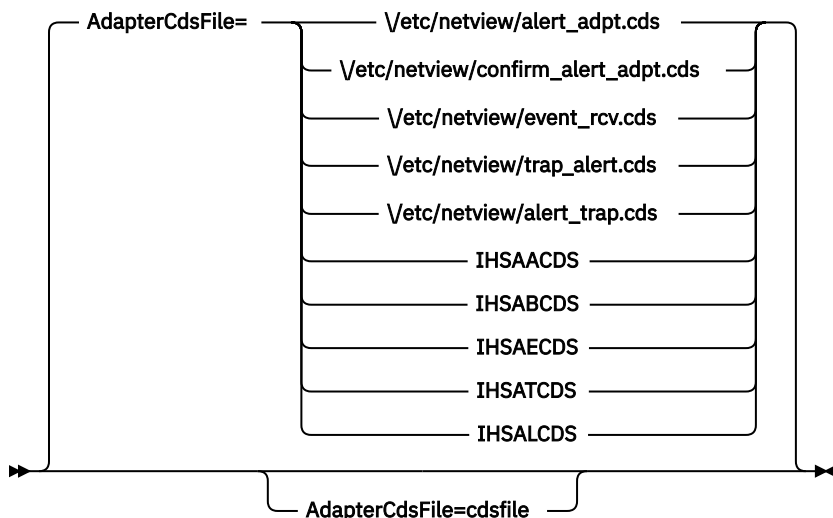 AdapterCdsFile= \/etc/netview/alert_adpt.cds
\/etc/netview/confirm_alert_adpt.cds
\/etc/netview/event_rcv.cds
\/etc/netview/trap_alert.cds
\/etc/netview/alert_trap.cds
IHSAACDS
IHSABCDS
IHSAECDS
IHSATCDS
IHSALCDS
AdapterCdsFile=cdsfile